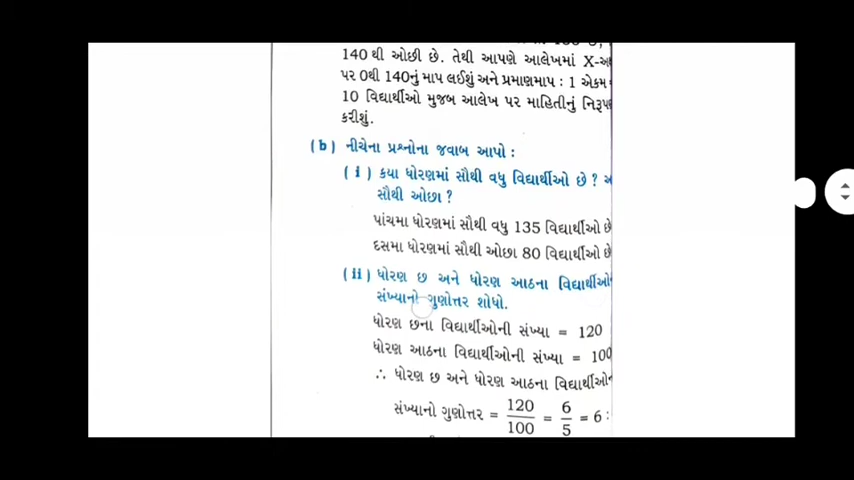 140 થી ઓછી છે. તેથી આપણે આલેખમાં X-અ
પર 0થી 140નું માપ લઈશું અને પ્રમાણમાપ : 1 એકમ =
10 વિદ્યાર્થીઓ મુજબ આલેખ પર માહિતીનું નિરૂપ
કરીશું.
(b) નીચેના પ્રશ્નોના જવાબ આપો :
(i) કયા ધોરણમાં સૌથી વધુ વિદ્યાર્થીઓ છે ? અ
સૌથી ઓછા ?
પાંચમા ધોરણમાં સૌથી વધુ 135 વિદ્યાર્થીઓ છે
દસમા ધોરણમાં સૌથી ઓછા 80 વિદ્યાર્થીઓ છે
(ii) ધોરણ છ અને ધોરણ આઠના વિદ્યાર્થીઓ
સંખ્યાનો ગુણોત્તર શોધો.
ધોરણ છના વિદ્યાર્થીઓની સંખ્યા = 120
ધોરણ આઠના વિદ્યાર્થીઓની સંખ્યા = 100
∴ ધોરણ છ અને ધોરણ આઠના વિદ્યાર્થીઓ
સંખ્યાનો ગુણોત્તર = 120/100 = 6/5 = 6 :